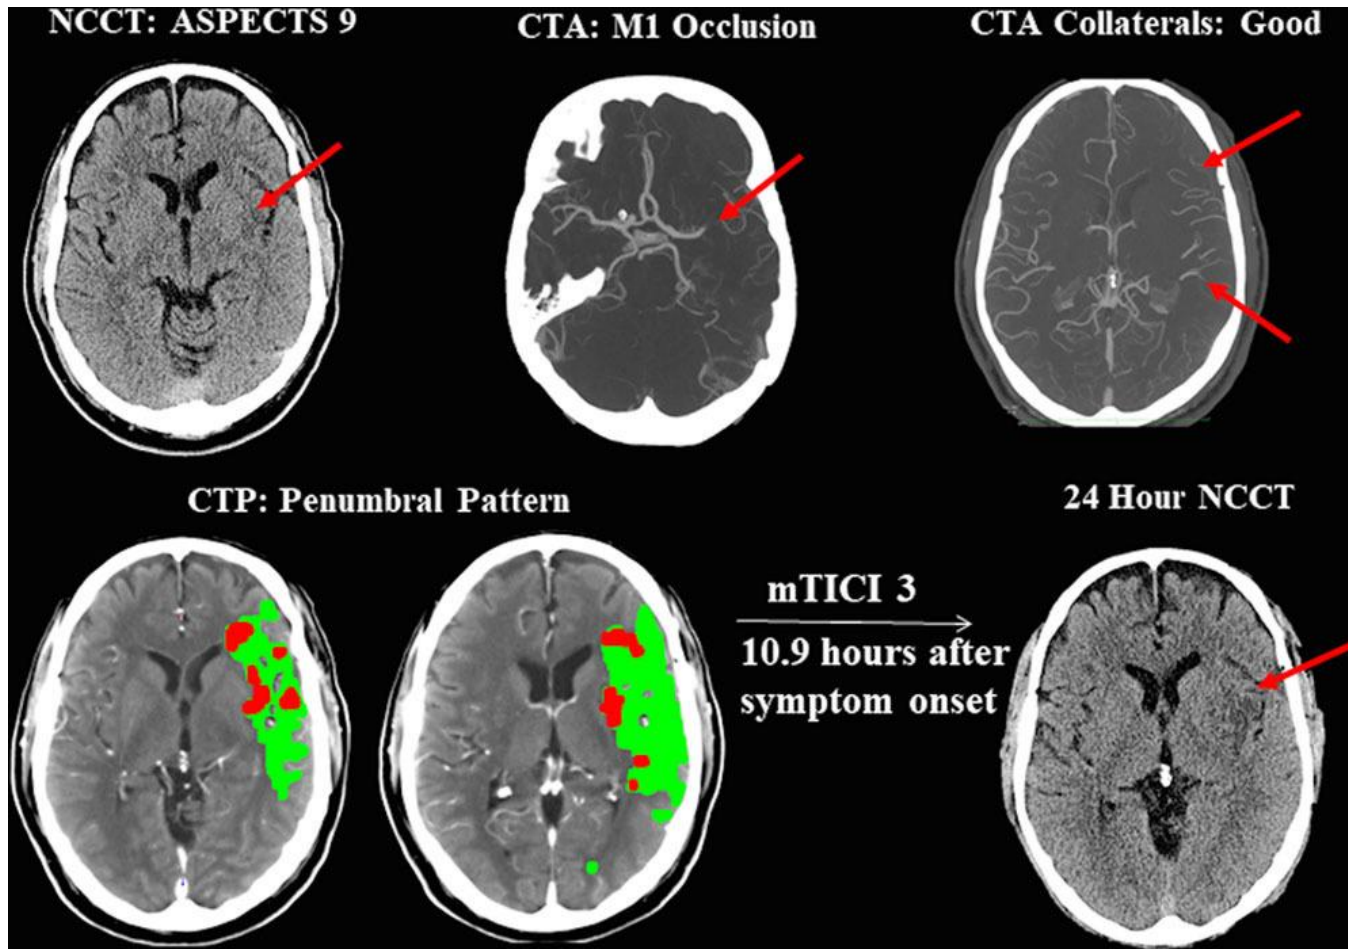 NCCT: ASPECTS 9
CTA: M1 Occlusion
CTA Collaterals: Good
CTP: Penumbral Pattern
24 Hour NCCT
mTICI 3
10.9 hours after
symptom onset